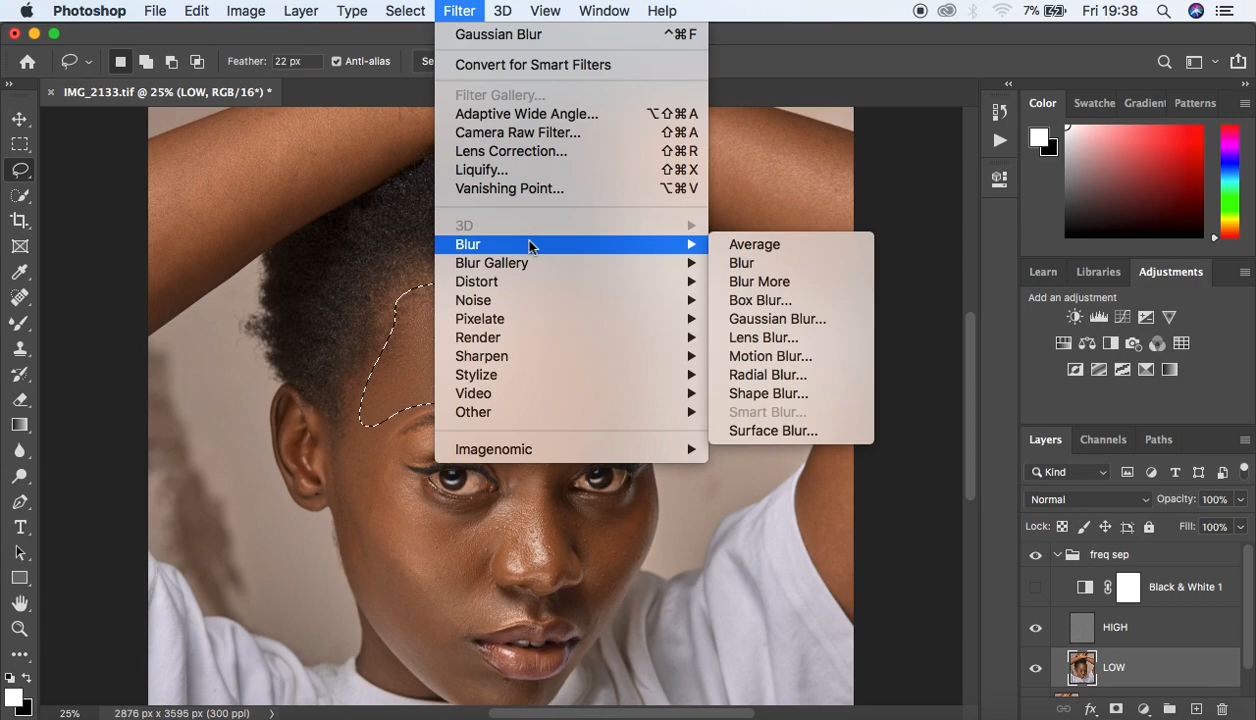 Photoshop File Edit Image Layer Type Select Filter 3D View Window Help 7% Fri 19:38
Feather: 22 px Anti-alias Se
IMG_2133.tif @ 25% (LOW, RGB/16*) *
Gaussian Blur ^⌘F
Convert for Smart Filters
Filter Gallery...
Adaptive Wide Angle... ⌥⇧⌘A
Camera Raw Filter... ⇧⌘A
Lens Correction... ⇧⌘R
Liquify... ⇧⌘X
Vanishing Point... ⌥⌘V
3D
Blur
Blur Gallery
Distort
Noise
Pixelate
Render
Sharpen
Stylize
Video
Other
Imagenomic
Average
Blur
Blur More
Box Blur...
Gaussian Blur...
Lens Blur...
Motion Blur...
Radial Blur...
Shape Blur...
Smart Blur...
Surface Blur...
Color Swatche Gradient Patterns
Learn Libraries Adjustments
Add an adjustment
Layers Channels Paths
Kind
Normal Opacity: 100%
Lock: Fill: 100%
freq sep
Black & White 1
HIGH
LOW
25% 2876 px x 3595 px (300 ppi)